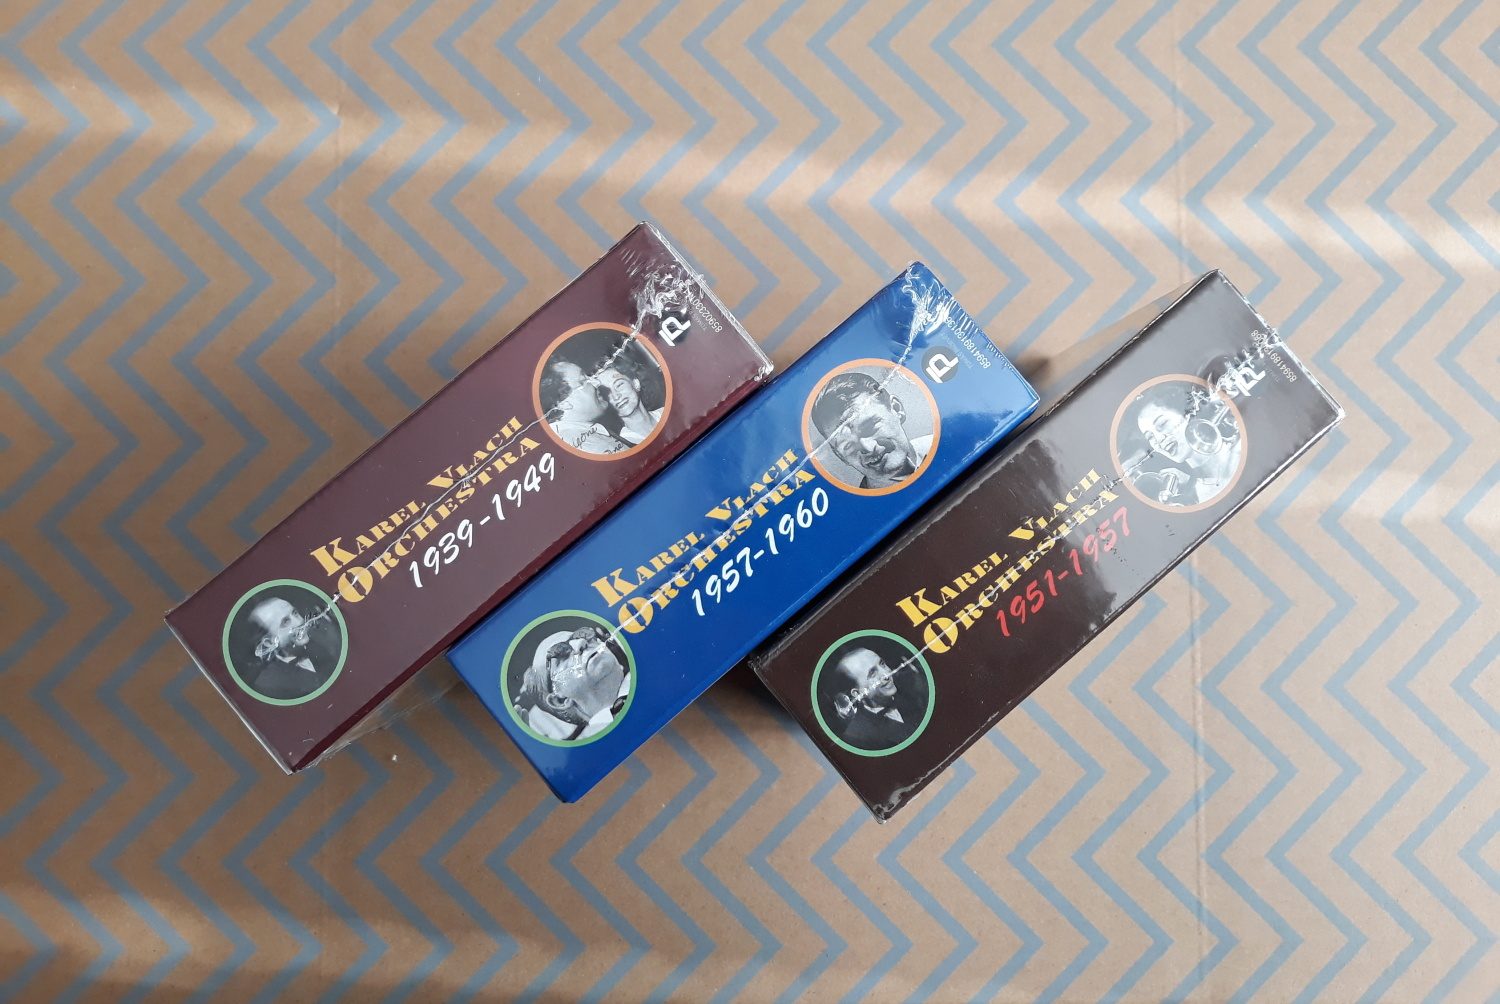 KAREL VLACH
ORCHESTRA
1939-1949
KAREL VLACH
ORCHESTRA
1957-1960
KAREL VLACH
ORCHESTRA
1951-1957